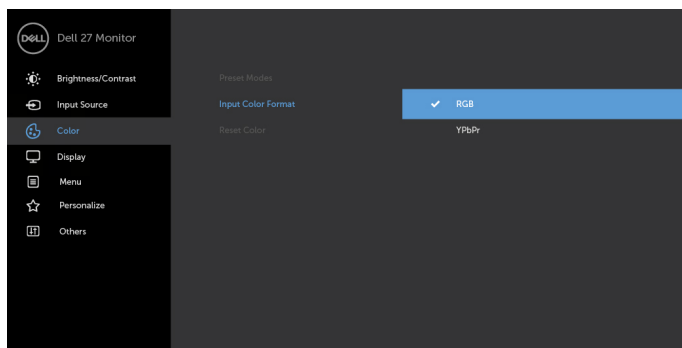 DELL Dell 27 Monitor
Brightness/Contrast
Preset Modes
Input Source
Input Color Format
RGB
Color
Reset Color
YPbPr
Display
Menu
Personalize
Others